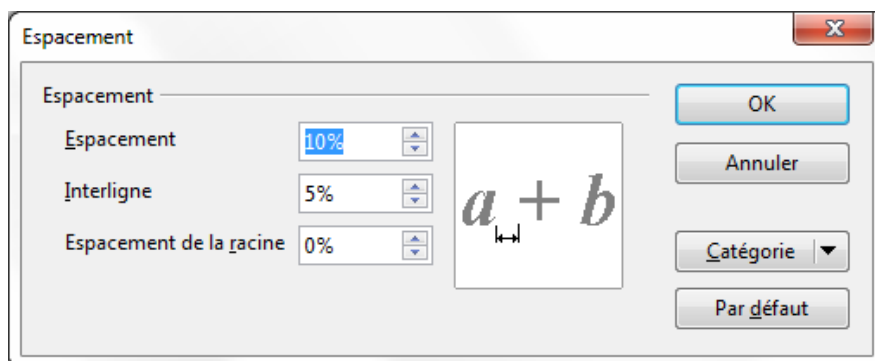 Espacement
Espacement
Espacement 10%
Interligne 5%
Espacement de la racine 0%
a + b
OK
Annuler
Catégorie
Par défaut